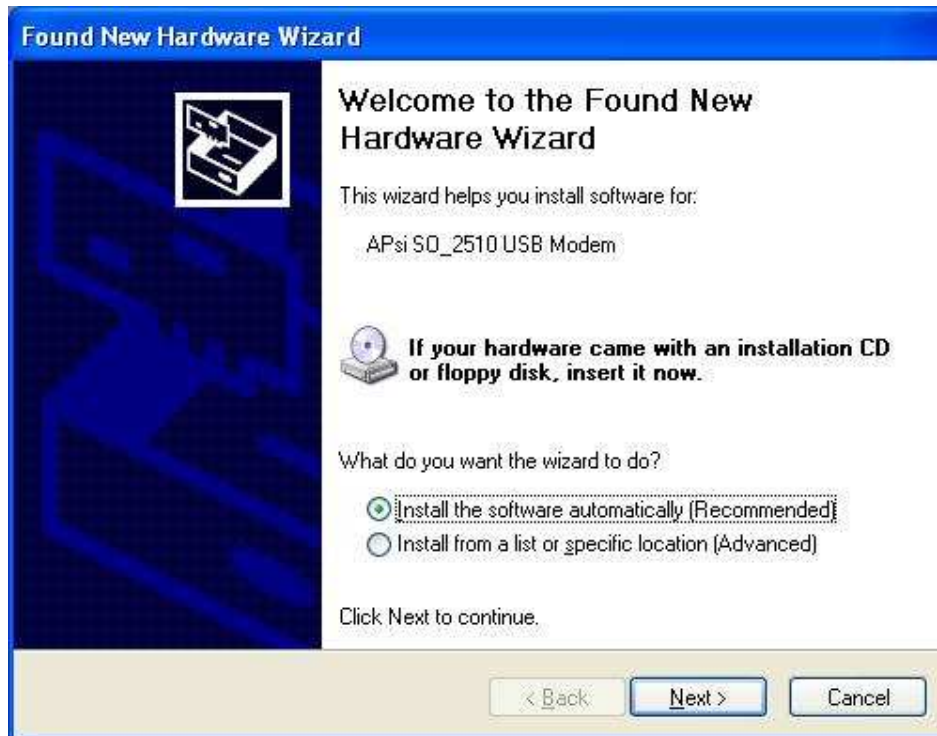 Found New Hardware Wizard
Welcome to the Found New
Hardware Wizard
This wizard helps you install software for:
APsi SO_2510 USB Modem
If your hardware came with an installation CD
or floppy disk, insert it now.
What do you want the wizard to do?
Install the software automatically (Recommended)
Install from a list or specific location (Advanced)
Click Next to continue.
< Back Next > Cancel